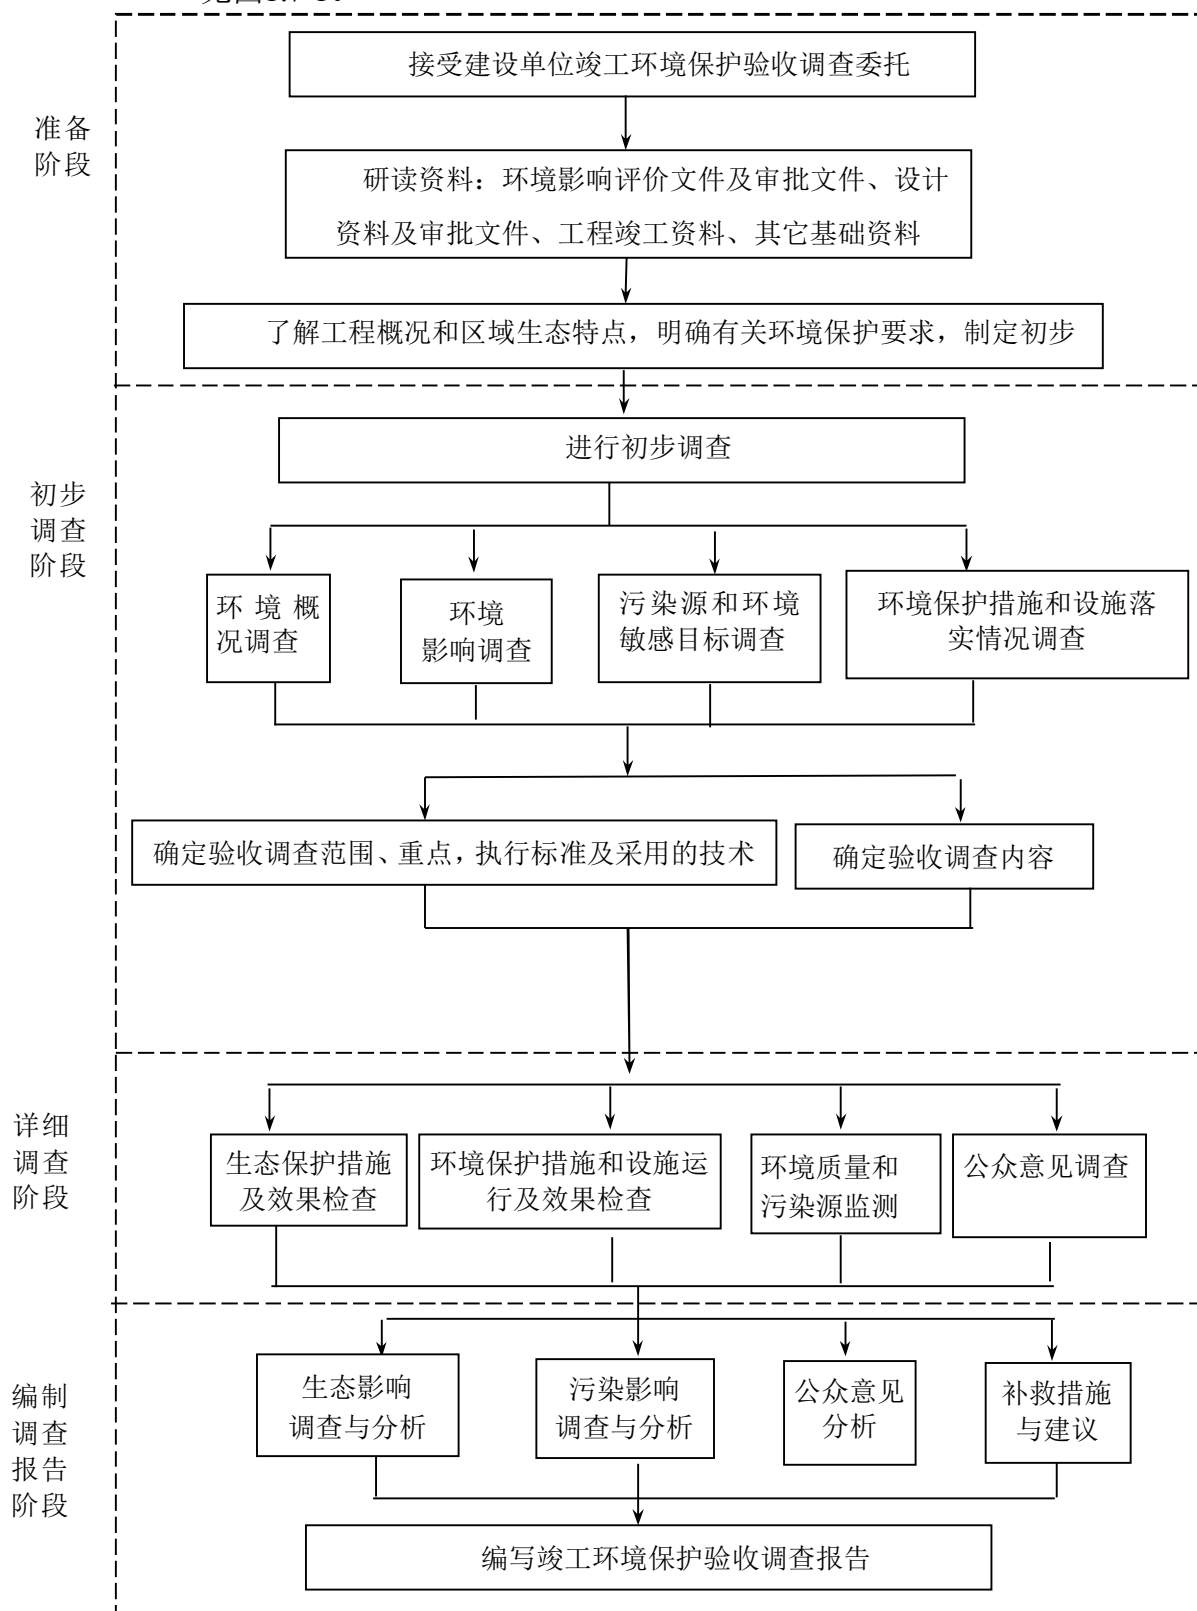 接受建设单位竣工环境保护验收调查委托
准备
阶段
研读资料：环境影响评价文件及审批文件、设计
资料及审批文件、工程竣工资料、其它基础资料
了解工程概况和区域生态特点，明确有关环境保护要求，制定初步
进行初步调查
初步
调查
阶段
环境概
况调查
环境
影响调查
污染源和环境
敏感目标调查
环境保护措施和设施落
实情况调查
确定验收调查范围、重点，执行标准及采用的技术
确定验收调查内容
详细
调查
阶段
生态保护措施
及效果检查
环境保护措施和设施运
行及效果检查
环境质量和
污染源监测
公众意见调查
编制
调查
报告
阶段
生态影响
调查与分析
污染影响
调查与分析
公众意见
分析
补救措施
与建议
编写竣工环境保护验收调查报告